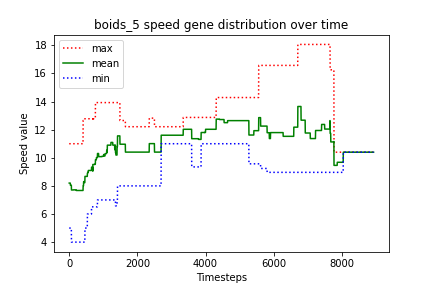 boids_5 speed gene distribution over time
max
mean
min
Speed value
18
16
14
12
10
8
6
4
0 2000 4000 6000 8000
Timesteps